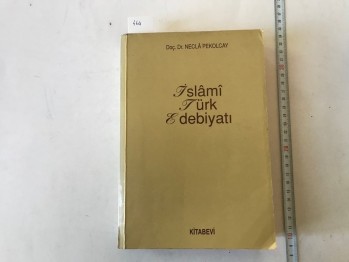 Doç. Dr. NECLÂ PEKOLCAY
İslâmî
Türk
Edebiyatı
KİTABEVİ